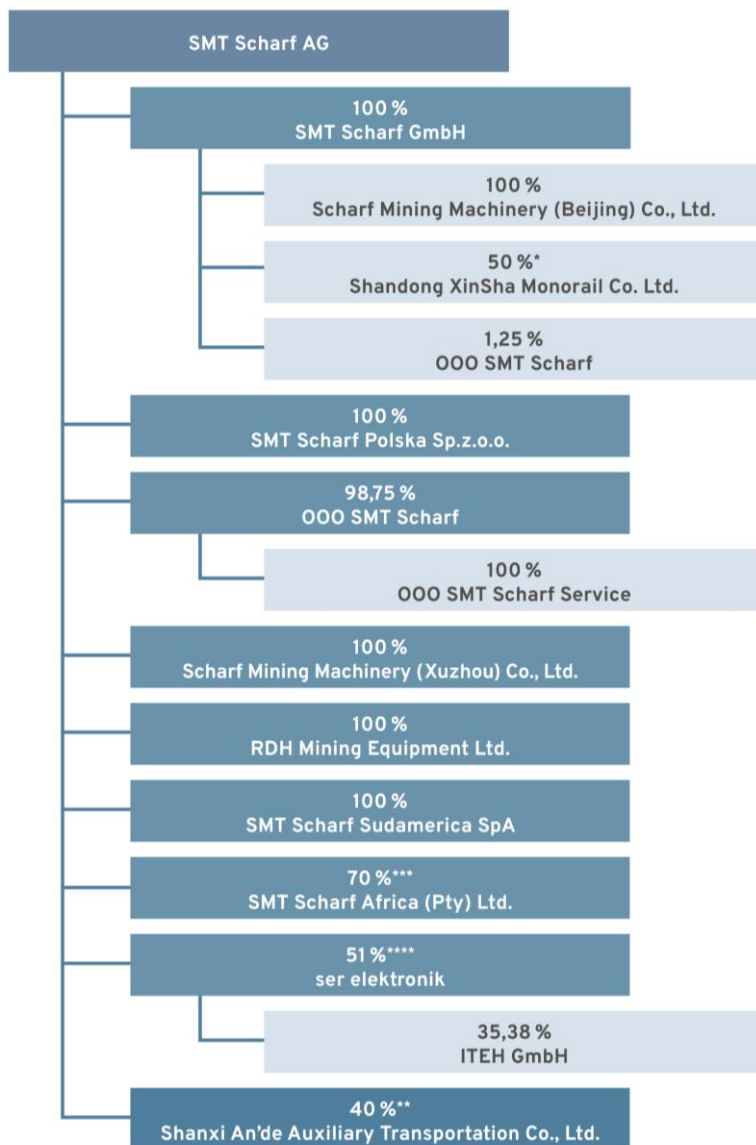 SMT Scharf AG
100 %
SMT Scharf GmbH
100 %
Scharf Mining Machinery (Beijing) Co., Ltd.
50 %*
Shandong XinSha Monorail Co. Ltd.
1,25 %
OOO SMT Scharf
100 %
SMT Scharf Polska Sp.z.o.o.
98,75 %
OOO SMT Scharf
100 %
OOO SMT Scharf Service
100 %
Scharf Mining Machinery (Xuzhou) Co., Ltd.
100 %
RDH Mining Equipment Ltd.
100 %
SMT Scharf Sudamerica SpA
70 %***
SMT Scharf Africa (Pty) Ltd.
51 %****
ser elektronik
35,38 %
ITEH GmbH
40 %**
Shanxi An’de Auxiliary Transportation Co., Ltd.